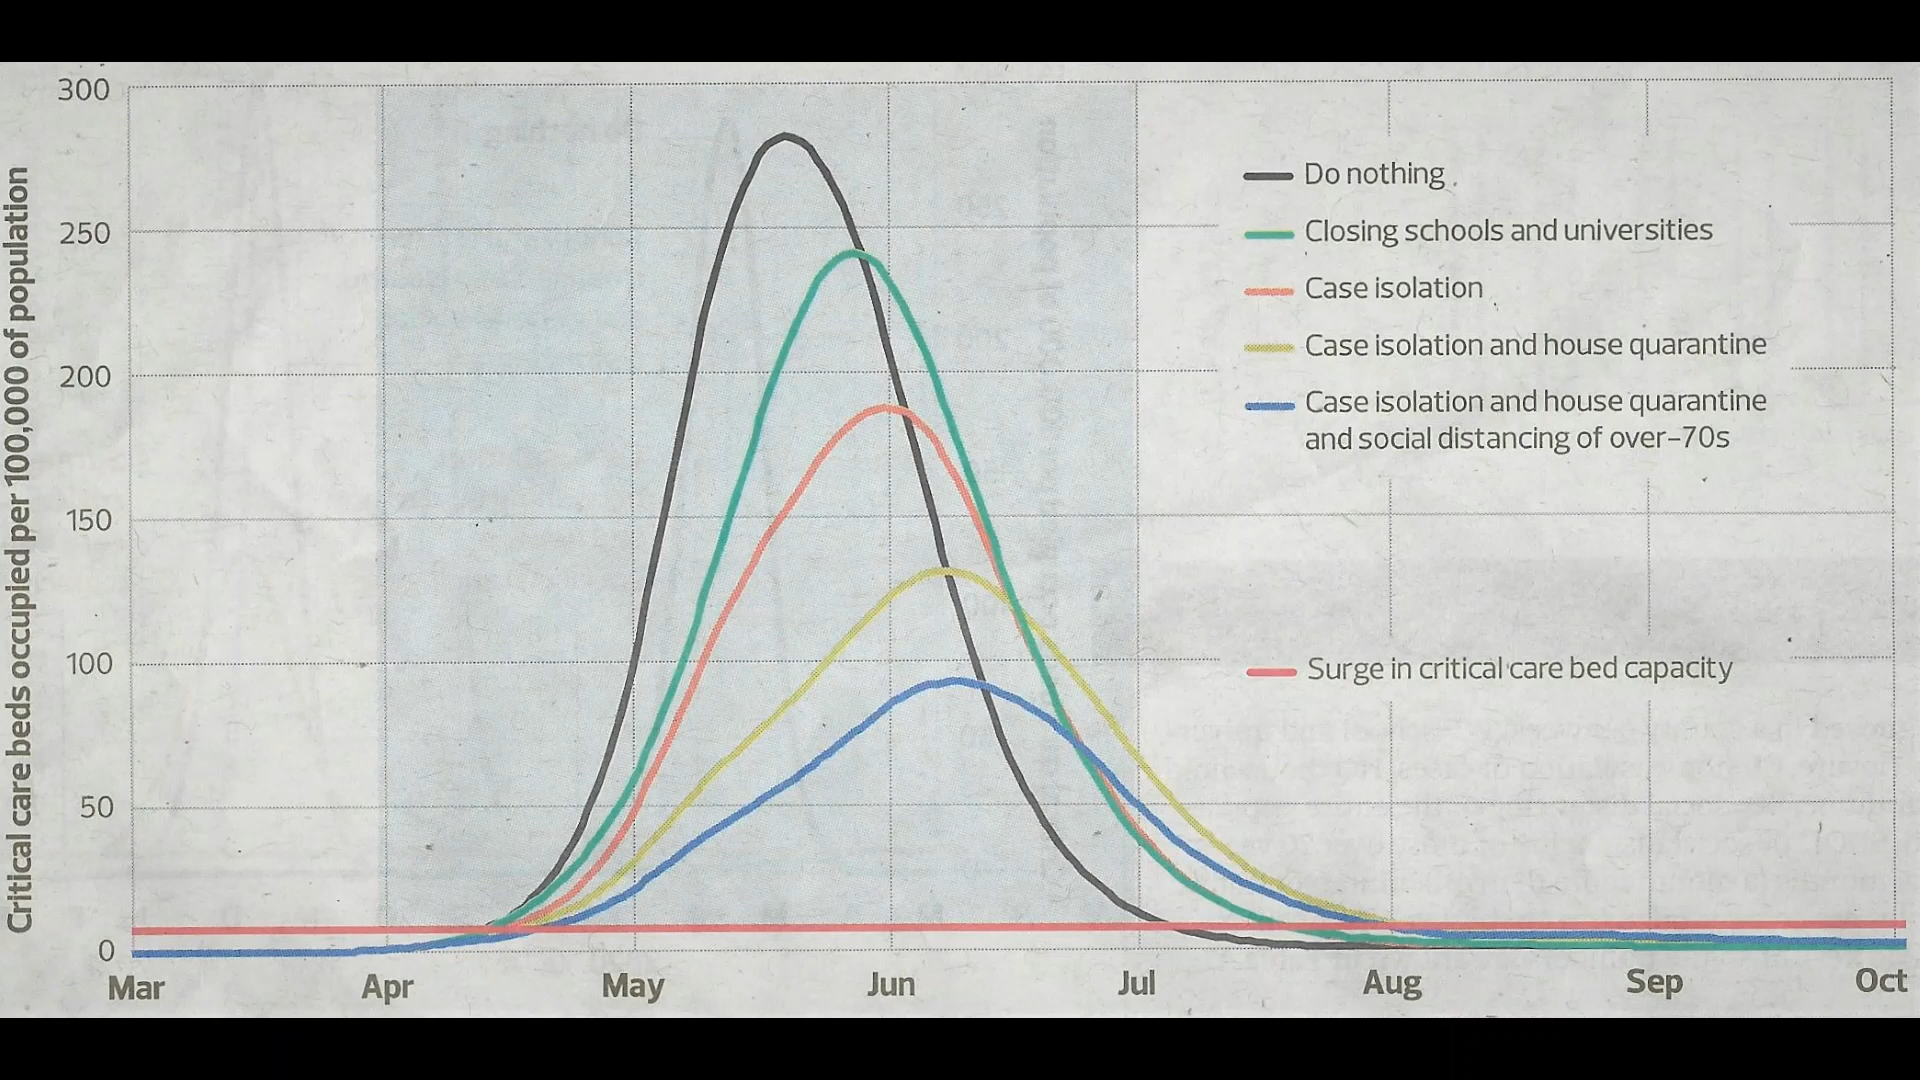 Critical care beds occupied per 100,000 of population
300
250
200
150
100
50
0
Mar Apr May Jun Jul Aug Sep Oct
Do nothing
Closing schools and universities
Case isolation
Case isolation and house quarantine
Case isolation and house quarantine
and social distancing of over-70s
Surge in critical care bed capacity